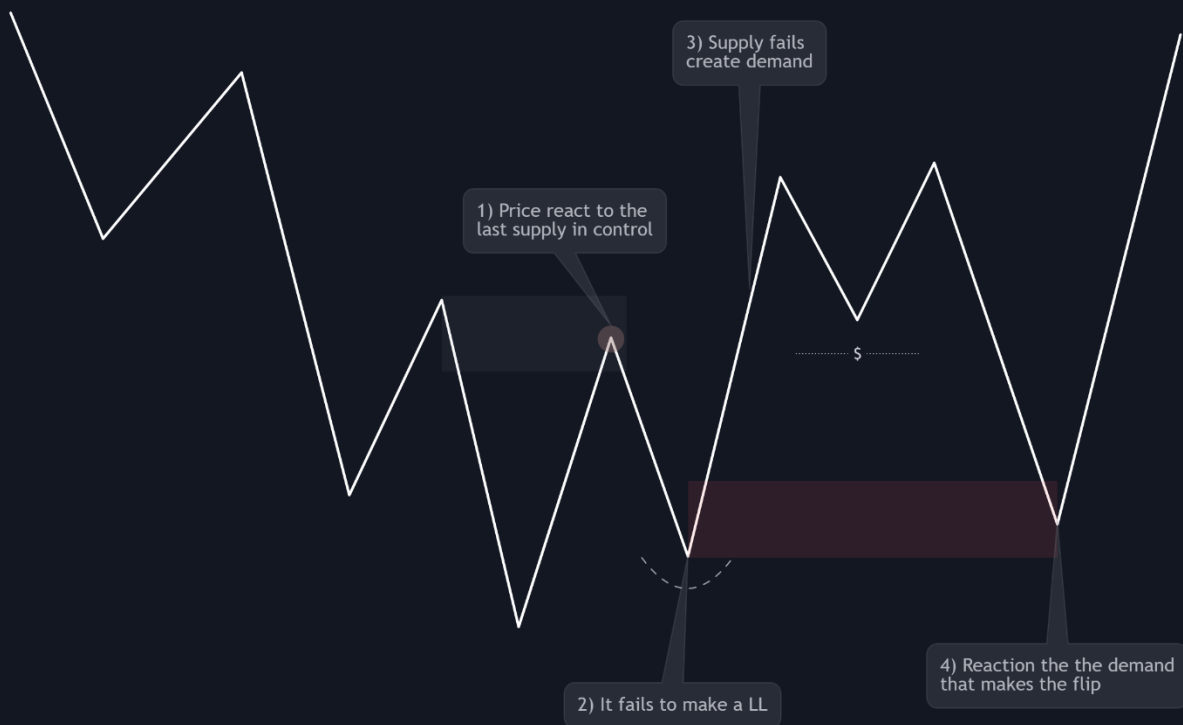 3) Supply fails
create demand
1) Price react to the
last supply in control
$
4) Reaction the the demand
that makes the flip
2) It fails to make a LL